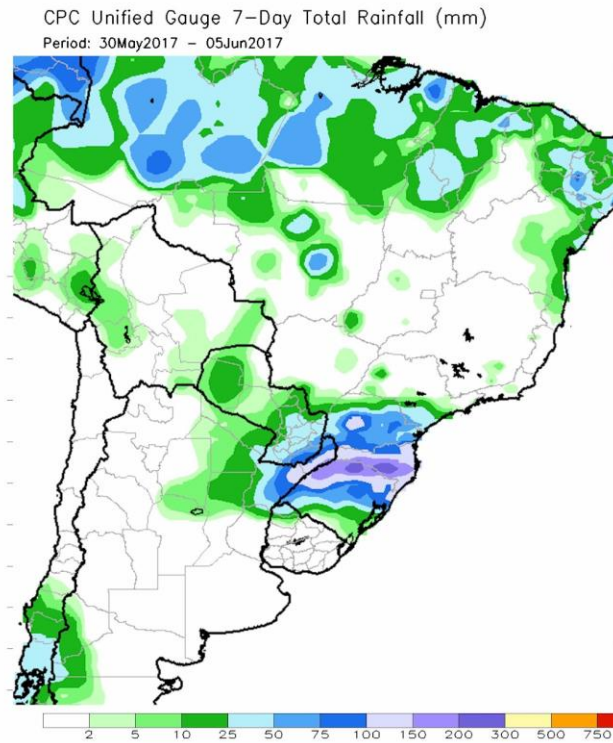 CPC Unified Gauge 7-Day Total Rainfall (mm)
Period: 30May2017 - 05Jun2017
2 5 10 25 50 75 100 150 200 300 500 750